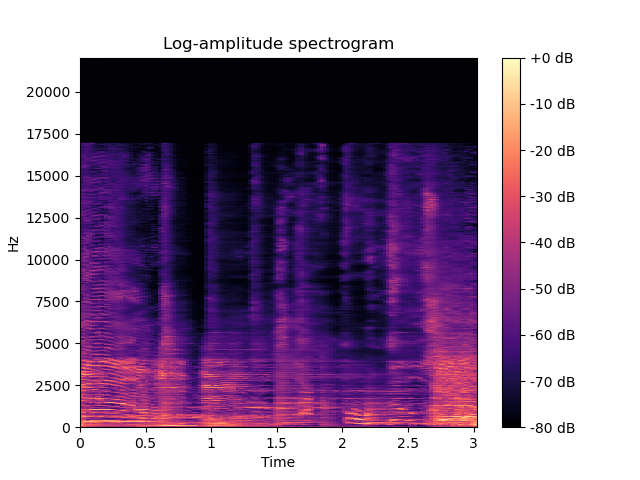 Log-amplitude spectrogram
Hz
20000
17500
15000
12500
10000
7500
5000
2500
0
0 0.5 1 1.5 2 2.5 3
Time
+0 dB
-10 dB
-20 dB
-30 dB
-40 dB
-50 dB
-60 dB
-70 dB
-80 dB